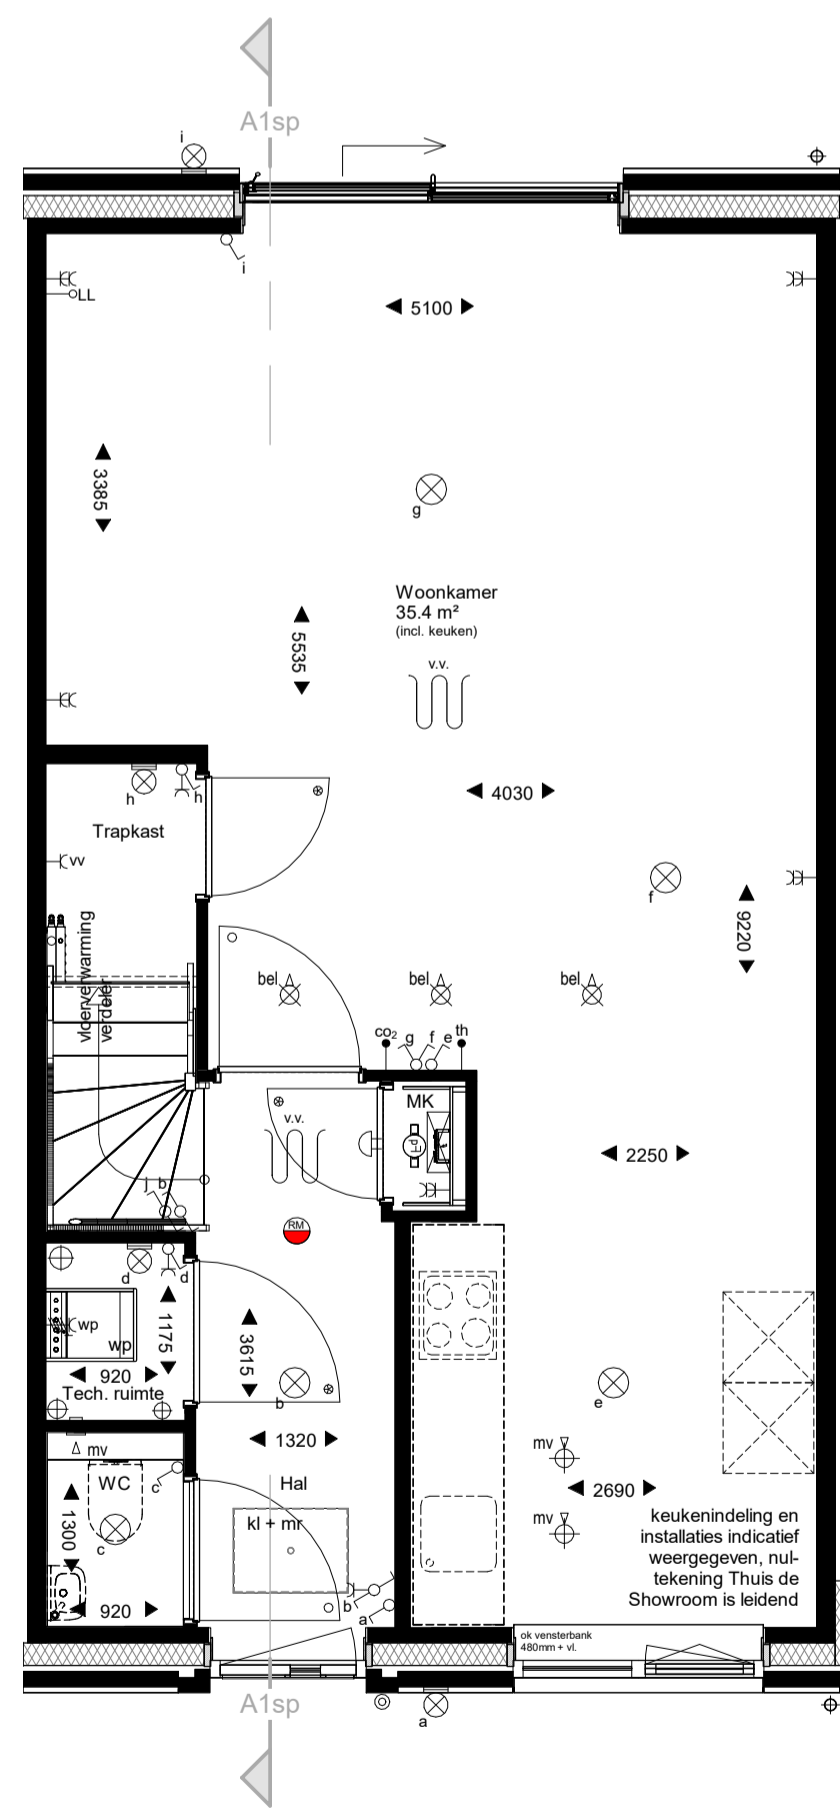 A1sp
i
i
LL
5100
3385
g
Woonkamer
35.4 m²
(incl. keuken)
5535
v.v.
h
h
4030
Trapkast
vv
f
9220
vloerverwarming
verdeler
bel
bel
bel
co₂
g
f
e
th
MK
v.v.
2250
j
b
RM
d
d
wp
wp
1175
3615
920
Tech. ruimte
b
e
1320
mv
mv
WC
c
Hal
2690
mv
kl + mr
1300
c
keukenindeling en
installaties indicatief
weergegeven, nul-
tekening Thuis de
Showroom is leidend
920
b
a
ok vensterbank
480mm + vl.
A1sp
a